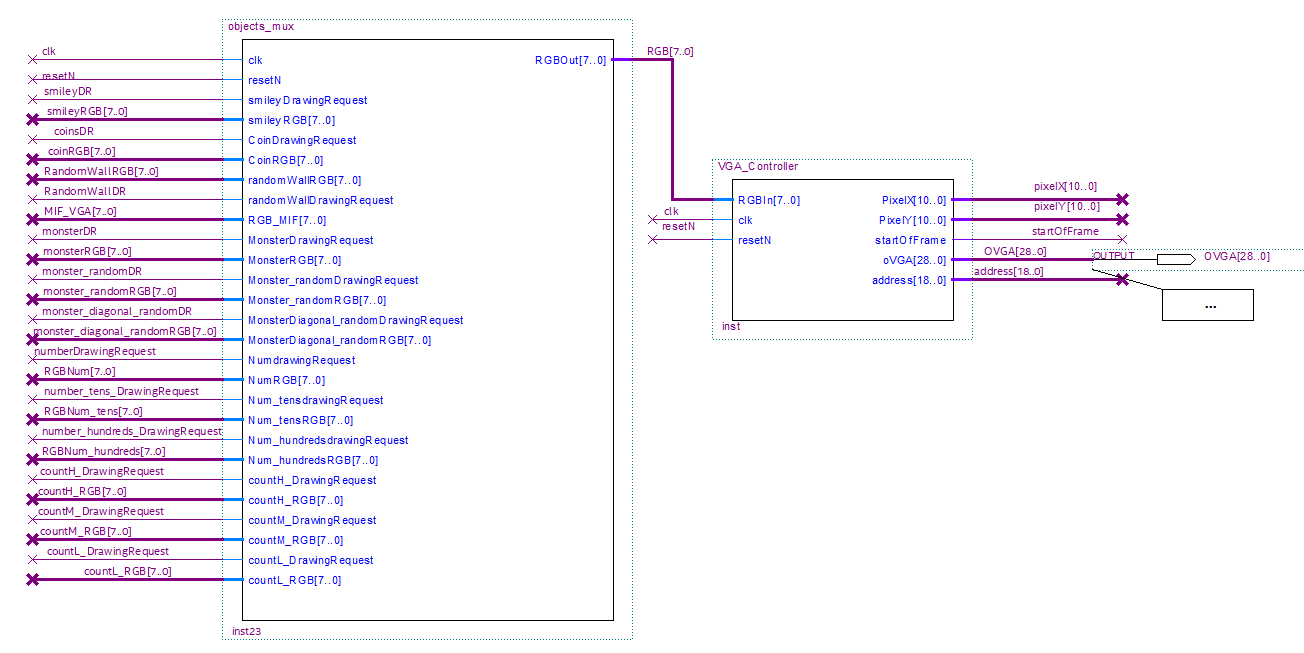 objects_mux
clk
clk
RGBOut[7..0]
RGB[7..0]
resetN
resetN
smileyDR
smileyDrawingRequest
smileyRGB[7..0]
smileyRGB[7..0]
coinsDR
CoinDrawingRequest
coinRGB[7..0]
CoinRGB[7..0]
RandomWallRGB[7..0]
randomWallRGB[7..0]
RandomWallDR
randomWallDrawingRequest
MIF_VGA[7..0]
RGB_MIF[7..0]
monsterDR
MonsterDrawingRequest
monsterRGB[7..0]
MonsterRGB[7..0]
monster_randomDR
Monster_randomDrawingRequest
monster_randomRGB[7..0]
Monster_randomRGB[7..0]
monster_diagonal_randomDR
MonsterDiagonal_randomDrawingRequest
monster_diagonal_randomRGB[7..0]
MonsterDiagonal_randomRGB[7..0]
numberDrawingRequest
NumdrawingRequest
RGBNum[7..0]
NumRGB[7..0]
number_tens_DrawingRequest
Num_tensdrawingRequest
RGBNum_tens[7..0]
Num_tensRGB[7..0]
number_hundreds_DrawingRequest
Num_hundredsdrawingRequest
RGBNum_hundreds[7..0]
Num_hundredsRGB[7..0]
countH_DrawingRequest
countH_DrawingRequest
countH_RGB[7..0]
countH_RGB[7..0]
countM_DrawingRequest
countM_DrawingRequest
countM_RGB[7..0]
countM_RGB[7..0]
countL_DrawingRequest
countL_DrawingRequest
countL_RGB[7..0]
countL_RGB[7..0]
inst23
VGA_Controller
RGBIn[7..0]
PixelX[10..0]
pixelX[10..0]
clk
clk
PixelY[10..0]
pixelY[10..0]
resetN
resetN
startOfFrame
startOfFrame
oVGA[28..0]
OVGA[28..0]
OUTPUT
OVGA[28..0]
address[18..0]
address[18..0]
...
inst